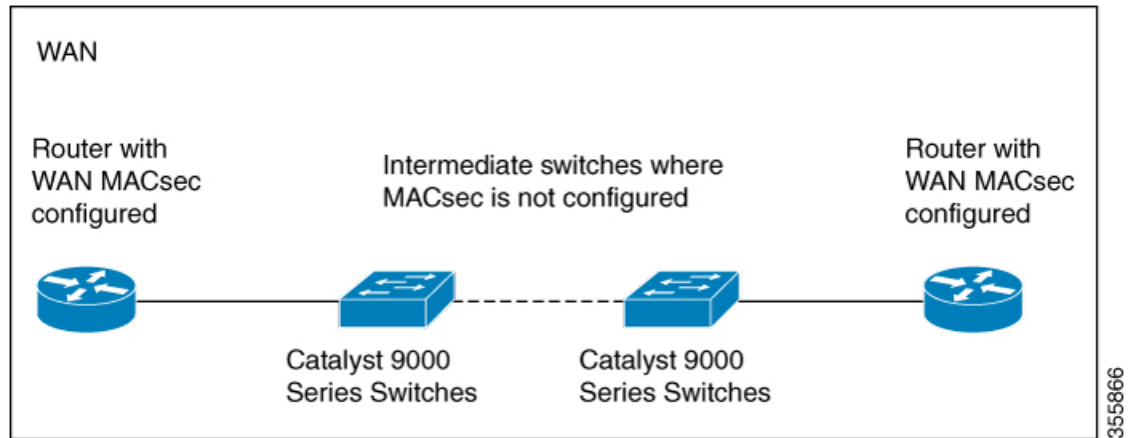 WAN
Router with
WAN MACsec
configured
Intermediate switches where
MACsec is not configured
Router with
WAN MACsec
configured
Catalyst 9000
Series Switches
Catalyst 9000
Series Switches
355866